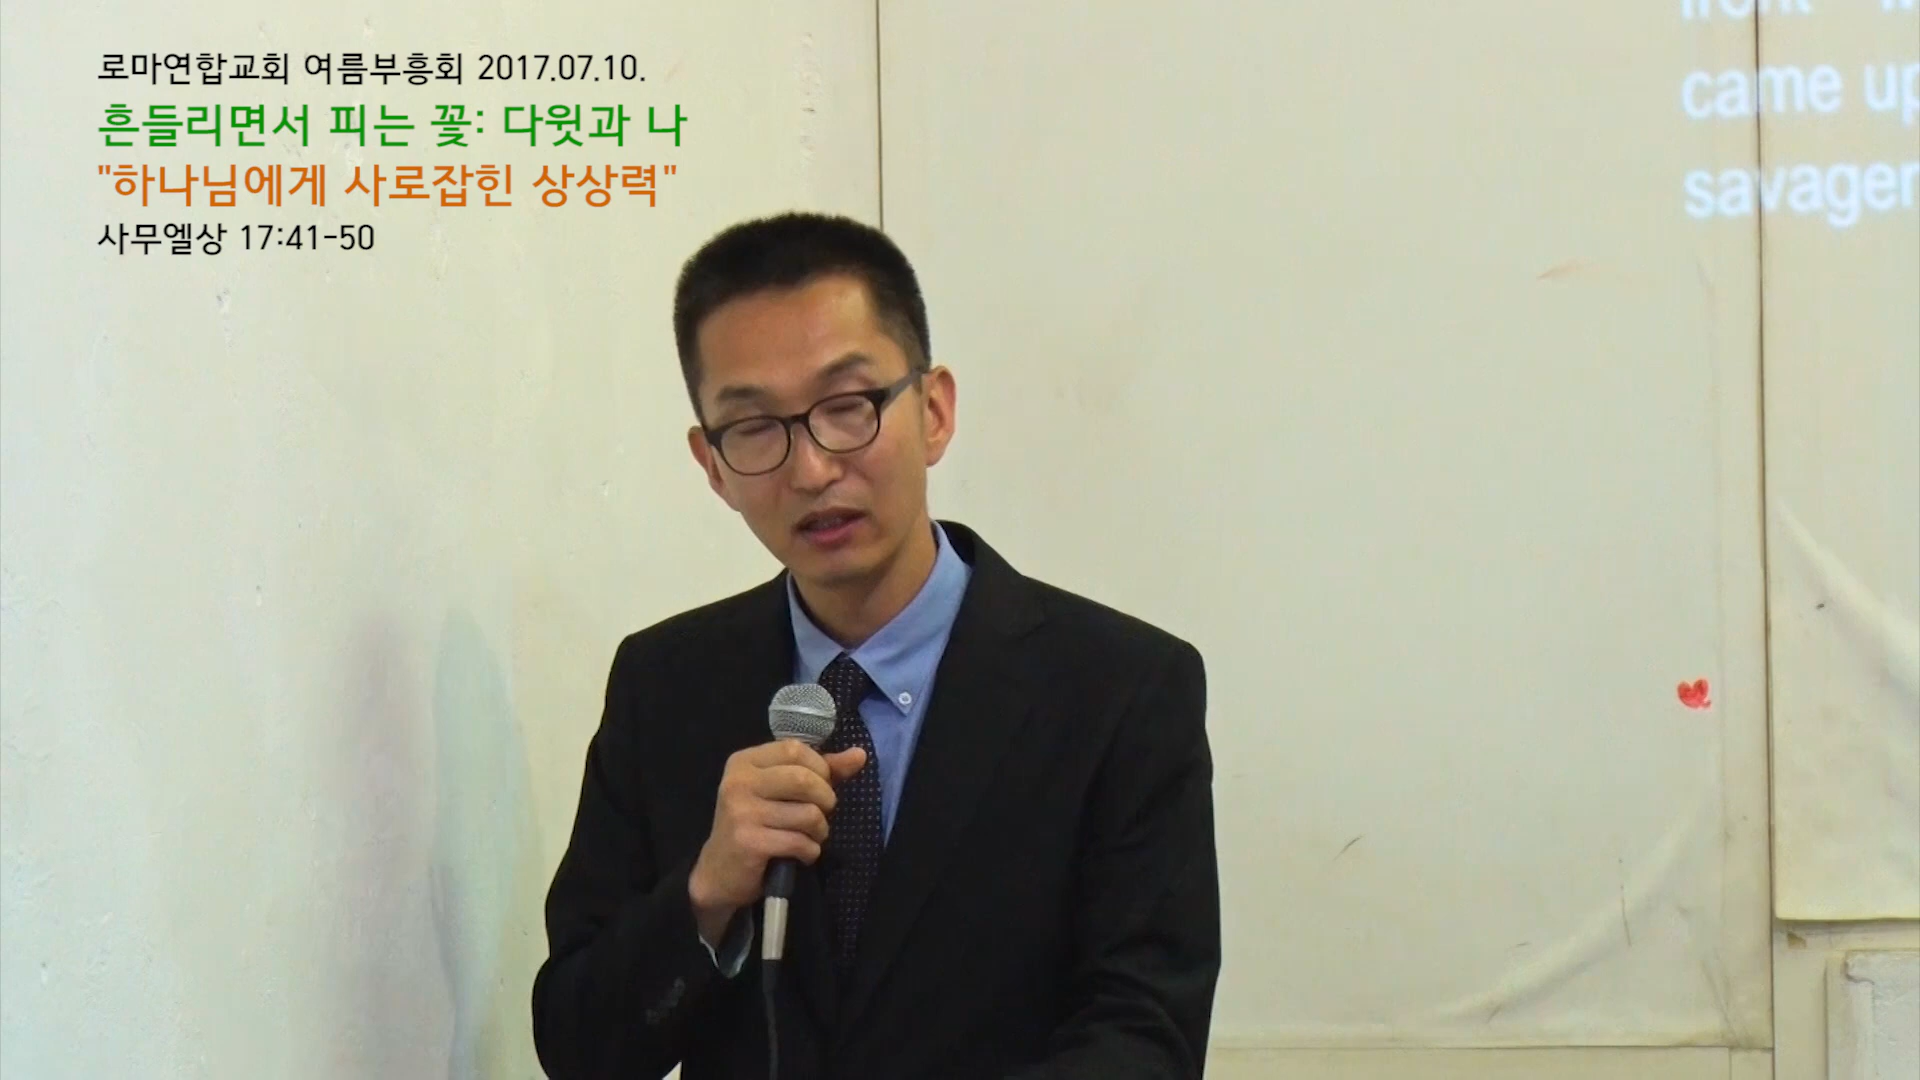 로마연합교회 여름부흥회 2017.07.10.
흔들리면서 피는 꽃: 다윗과 나
"하나님에게 사로잡힌 상상력"
사무엘상 17:41-50
came up